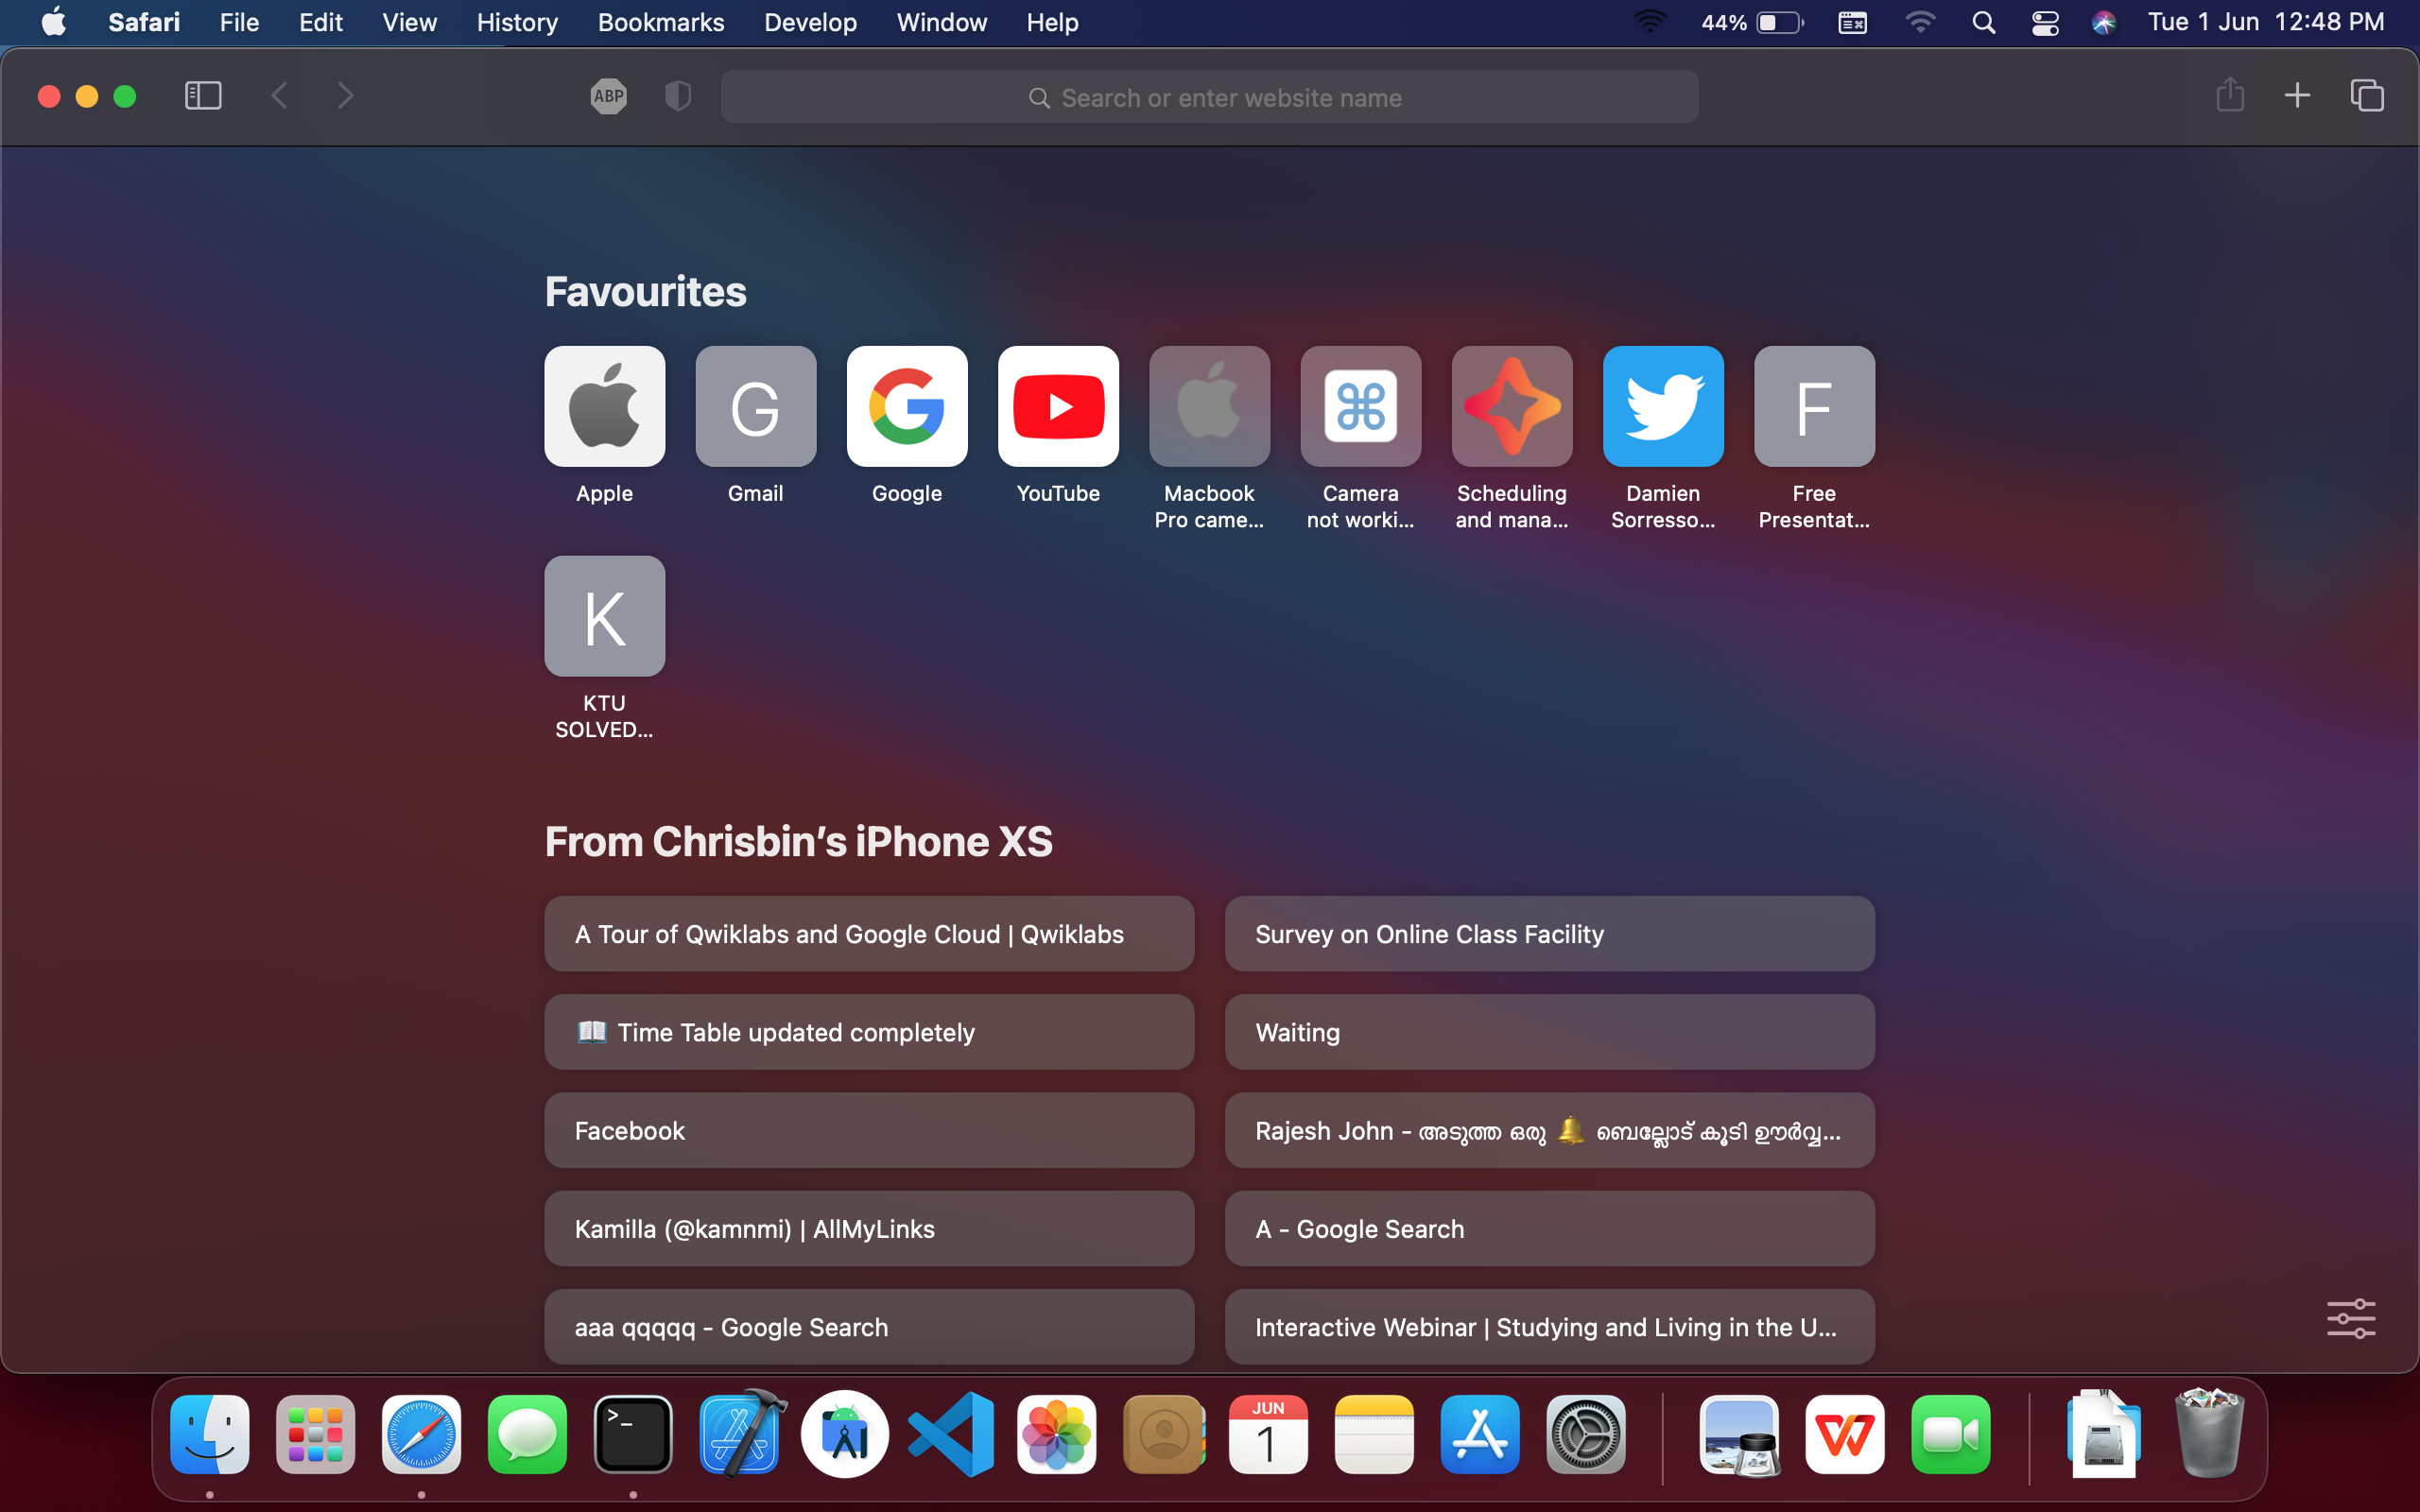 Safari File Edit View History Bookmarks Develop Window Help 44% Tue 1 Jun 12:48 PM
ABP Search or enter website name
Favourites
G F
Apple Gmail Google YouTube Macbook Pro came... Camera not worki... Scheduling and mana... Damien Sorresso... Free Presentat...
K
KTU
SOLVED...
From Chrisbin’s iPhone XS
A Tour of Qwiklabs and Google Cloud | Qwiklabs
Survey on Online Class Facility
📖 Time Table updated completely
Waiting
Facebook
Rajesh John - അടുത്ത ഒരു 🔔 ബെല്ലോട് കൂടി ഊർവ്വ...
Kamilla (@kamnmi) | AllMyLinks
A - Google Search
aaa qqqqq - Google Search
Interactive Webinar | Studying and Living in the U...
>_
JUN
1